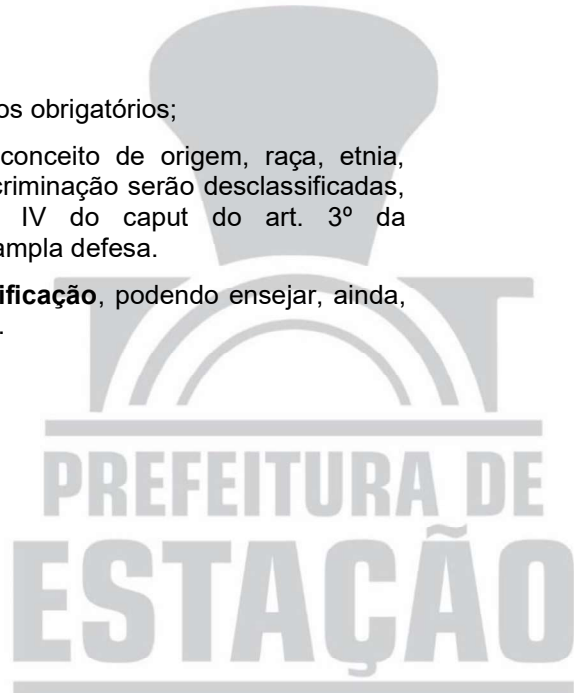 os obrigatórios;
conceito de origem, raça, etnia,
criminação serão desclassificadas,
IV do caput do art. 3º da
ampla defesa.
ificação, podendo ensejar, ainda,
.
PREFEITURA DE
ESTAÇÃO